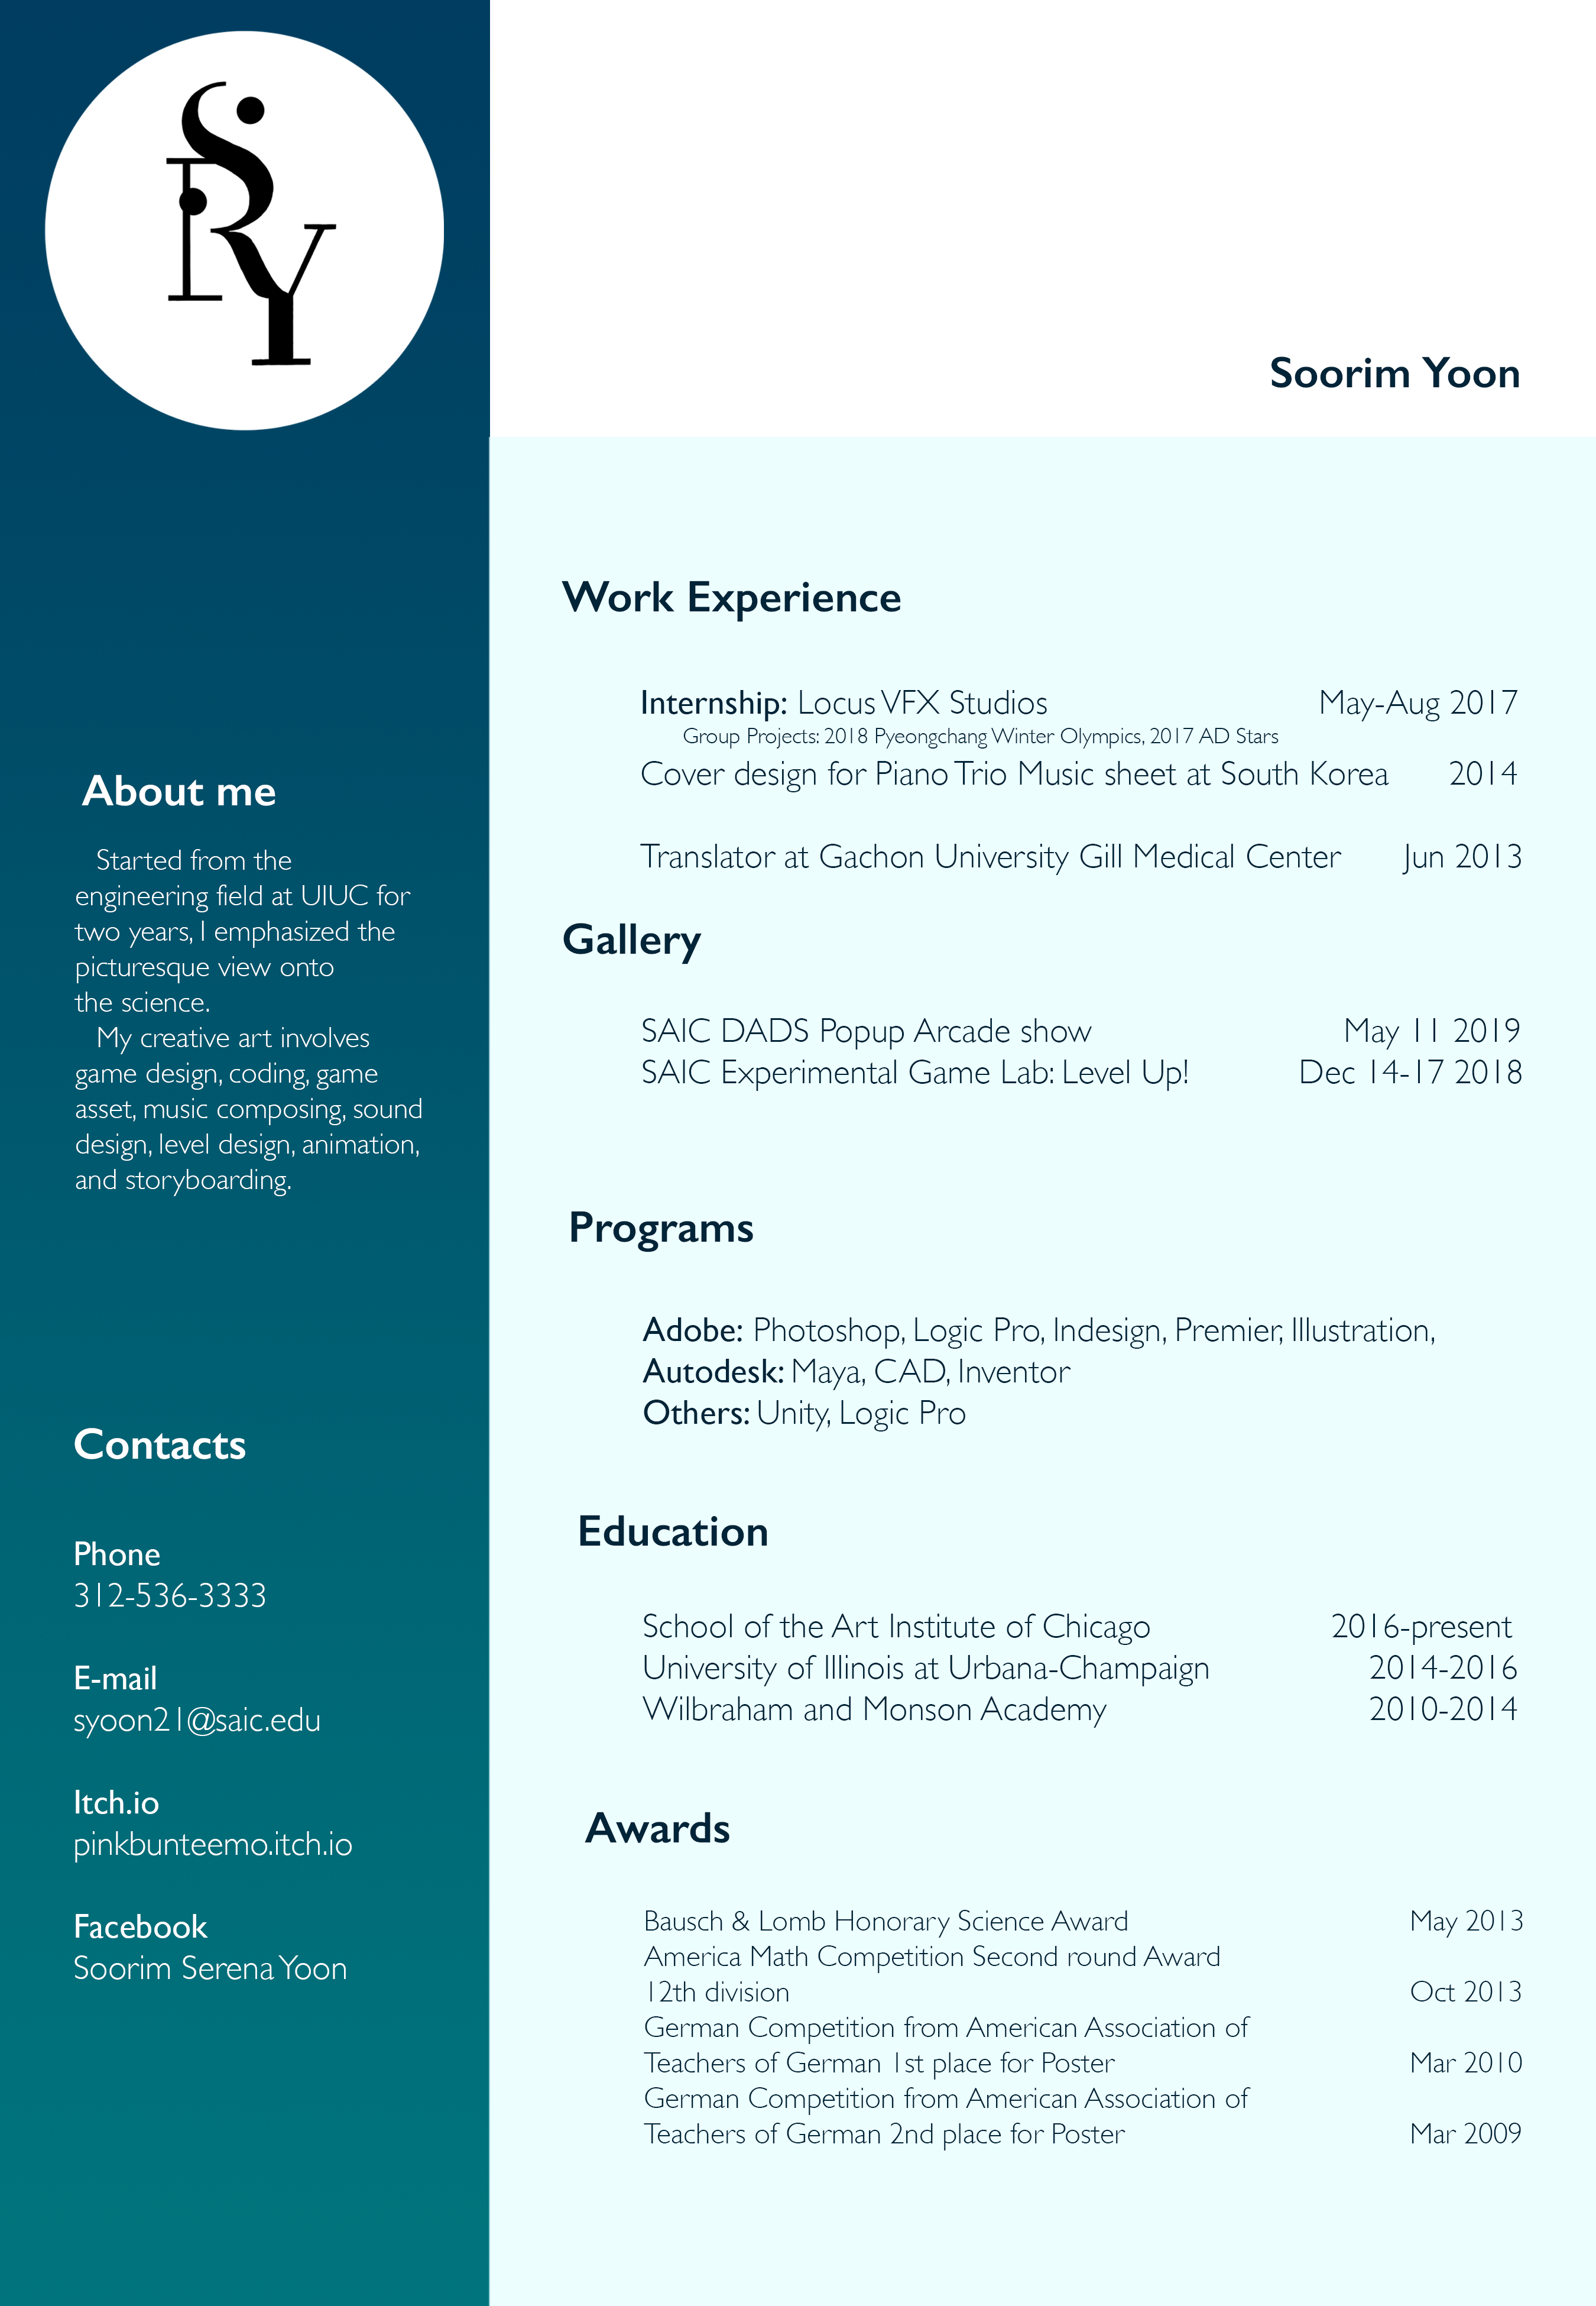 SRY
Soorim Yoon
About me
Started from the
engineering field at UIUC for
two years, I emphasized the
picturesque view onto
the science.
My creative art involves
game design, coding, game
asset, music composing, sound
design, level design, animation,
and storyboarding.
Contacts
Phone
312-536-3333
E-mail
syoon21@saic.edu
Itch.io
pinkbunteemo.itch.io
Facebook
Soorim Serena Yoon
Work Experience
Internship: Locus VFX Studios May-Aug 2017
Group Projects: 2018 Pyeongchang Winter Olympics, 2017 AD Stars
Cover design for Piano Trio Music sheet at South Korea 2014
Translator at Gachon University Gill Medical Center Jun 2013
Gallery
SAIC DADS Popup Arcade show May 11 2019
SAIC Experimental Game Lab: Level Up! Dec 14-17 2018
Programs
Adobe: Photoshop, Logic Pro, Indesign, Premier, Illustration,
Autodesk: Maya, CAD, Inventor
Others: Unity, Logic Pro
Education
School of the Art Institute of Chicago 2016-present
University of Illinois at Urbana-Champaign 2014-2016
Wilbraham and Monson Academy 2010-2014
Awards
Bausch & Lomb Honorary Science Award May 2013
America Math Competition Second round Award
12th division Oct 2013
German Competition from American Association of
Teachers of German 1st place for Poster Mar 2010
German Competition from American Association of
Teachers of German 2nd place for Poster Mar 2009